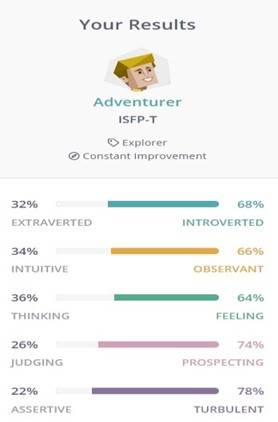 Your Results
Adventurer
ISFP-T
Explorer
Constant Improvement
32% 68%
EXTRAVERTED INTROVERTED
34% 66%
INTUITIVE OBSERVANT
36% 64%
THINKING FEELING
26% 74%
JUDGING PROSPECTING
22% 78%
ASSERTIVE TURBULENT